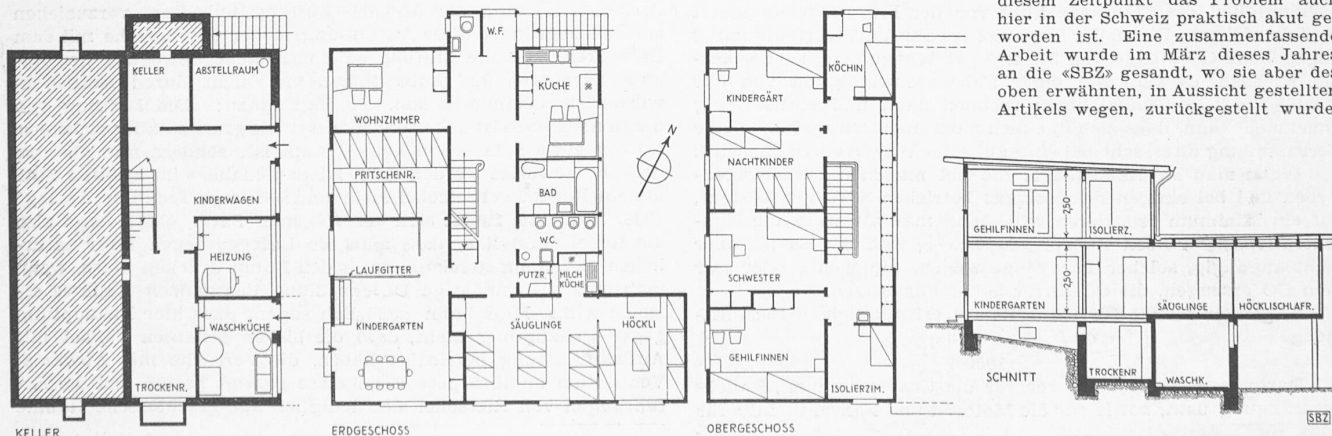 diesem Zeitpunkt das Problem auch
hier in der Schweiz praktisch akut ge
worden ist. Eine zusammenfassende
Arbeit wurde im März dieses Jahres
an die «SBZ» gesandt, wo sie aber des
oben erwähnten, in Aussicht gestellten
Artikels wegen, zurückgestellt wurde
KELLER
ABSTELLRAUM
KINDERWAGEN
HEIZUNG
WASCHKÜCHE
TROCKENR.
KELLER
W.F.
KÜCHE
WOHNZIMMER
PRITSCHENR.
BAD
W.C.
LAUFGITTER
PUTZR.
MILCH
KÜCHE
KINDERGARTEN
SÄUGLINGE
HÖCKLI
ERDGESCHOSS
N
KÖCHIN
KINDERGÄRT.
NACHTKINDER
SCHWESTER
GEHILFINNEN
ISOLIERZIM.
OBERGESCHOSS
GEHILFINNEN
2,50
ISOLIERZ.
KINDERGARTEN
2,50
SÄUGLINGE
HÖCKLISCHLAFR.
SCHNITT
TROCKENR
WASCHK.
SBZ